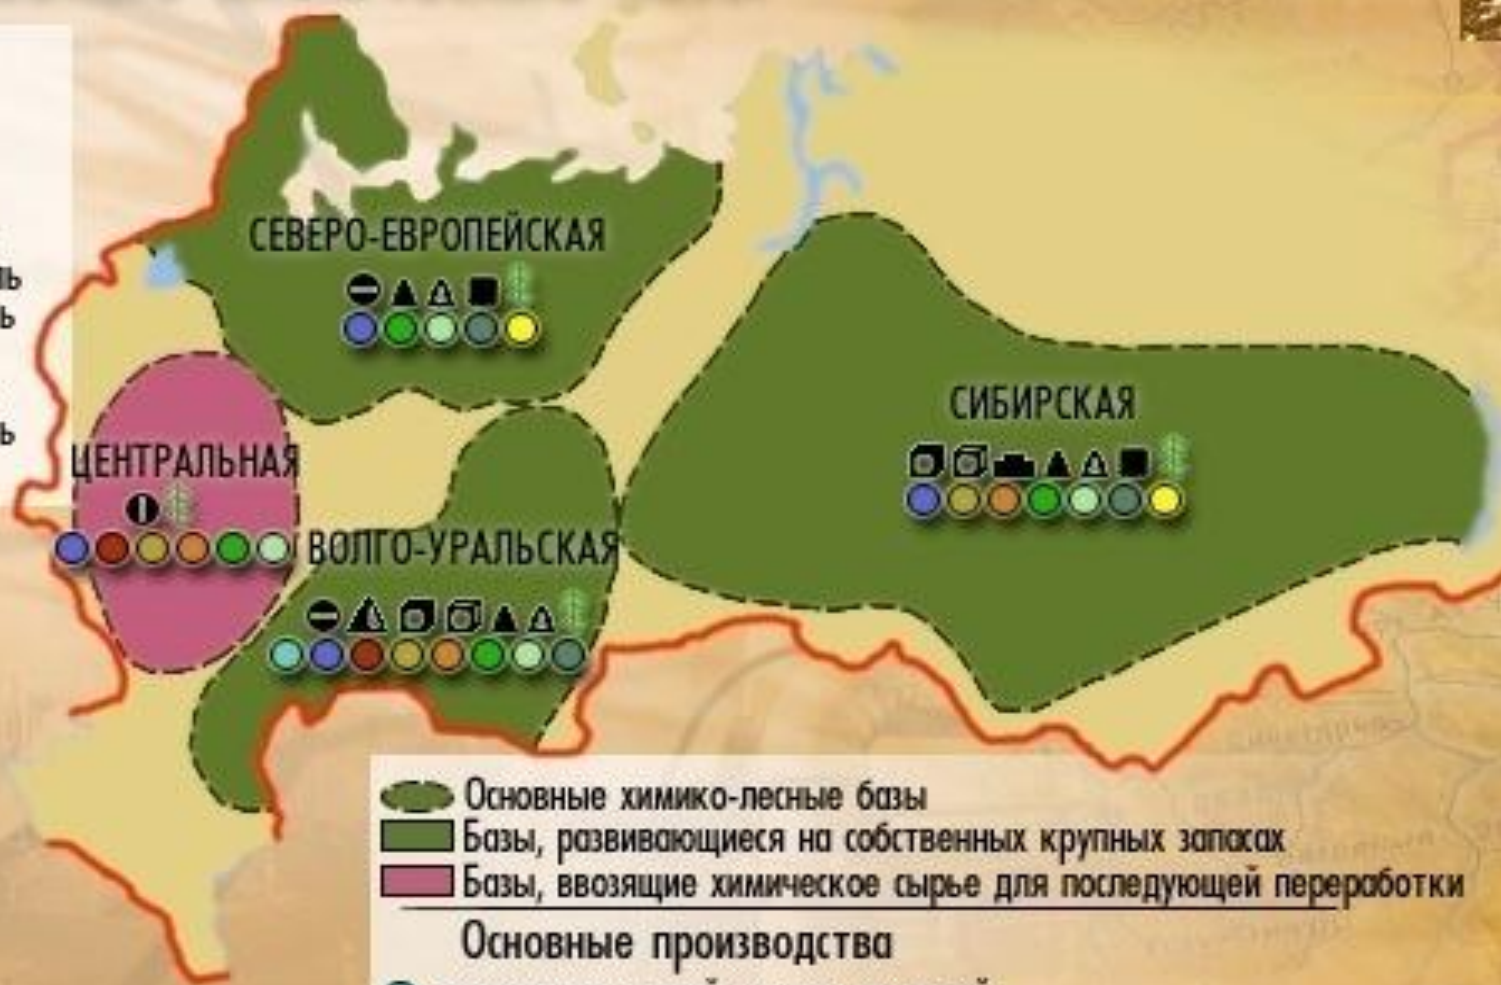 СЕВЕРО-ЕВРОПЕЙСКАЯ
СИБИРСКАЯ
ЦЕНТРАЛЬНАЯ
ВОЛГО-УРАЛЬСКАЯ
Основные химико-лесные базы
Базы, развивающиеся на собственных крупных запасах
Базы, ввозящие химическое сырье для последующей переработки
Основные производства